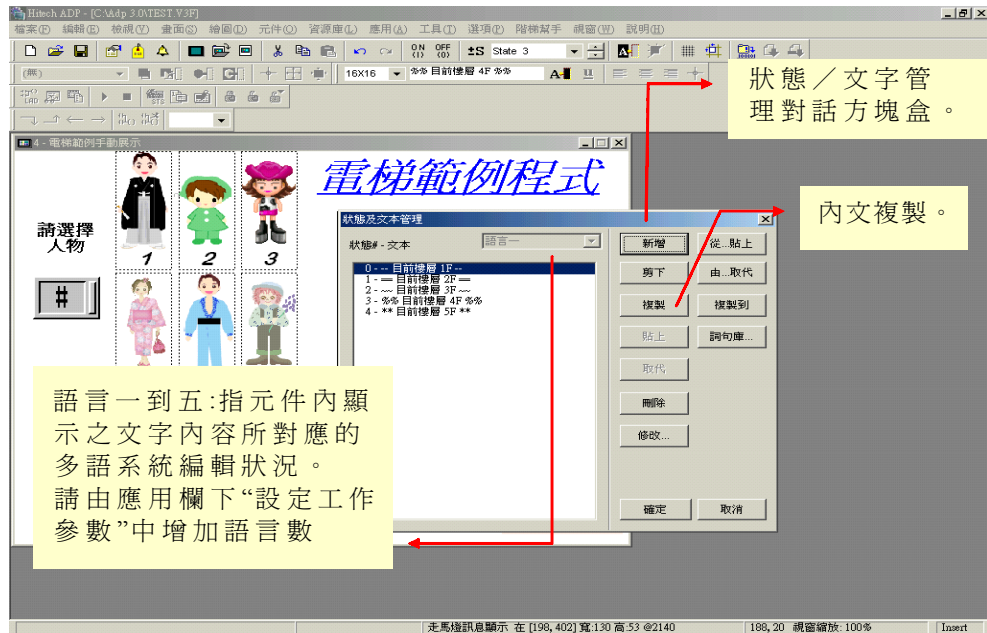 Hitech ADP - [C:\Adp 3.0\TEST.V3F]
檔案(F) 編輯(E) 檢視(V) 畫面(S) 繪圖(D) 元件(O) 資源庫(L) 應用(A) 工具(T) 選項(P) 階梯幫手 視窗(W) 說明(H)
ON (1) OFF (0) ±S State 3
(無) 16X16 %% 目前樓層 4F %% A
狀態／文字管
理對話方塊盒。
4 - 電梯範例手動展示
電梯範例程式
請選擇
人物
1 2 3
#
內文複製。
狀態及文本管理
狀態# - 文本 語言一
0 - -- 目前樓層 1F --
1 - == 目前樓層 2F ==
2 - ~~ 目前樓層 3F ~~
3 - %% 目前樓層 4F %%
4 - ** 目前樓層 5F **
新增 從...貼上
剪下 由...取代
複製 複製到
貼上 詞句庫...
取代
刪除
修改...
確定 取消
語言一到五:指元件內顯
示之文字內容所對應的
多語系統編輯狀況。
請由應用欄下“設定工作
參數”中增加語言數
走馬燈訊息顯示 在 [198, 402] 寬:130 高:53 @2140 188, 20 視窗縮放: 100% Insert